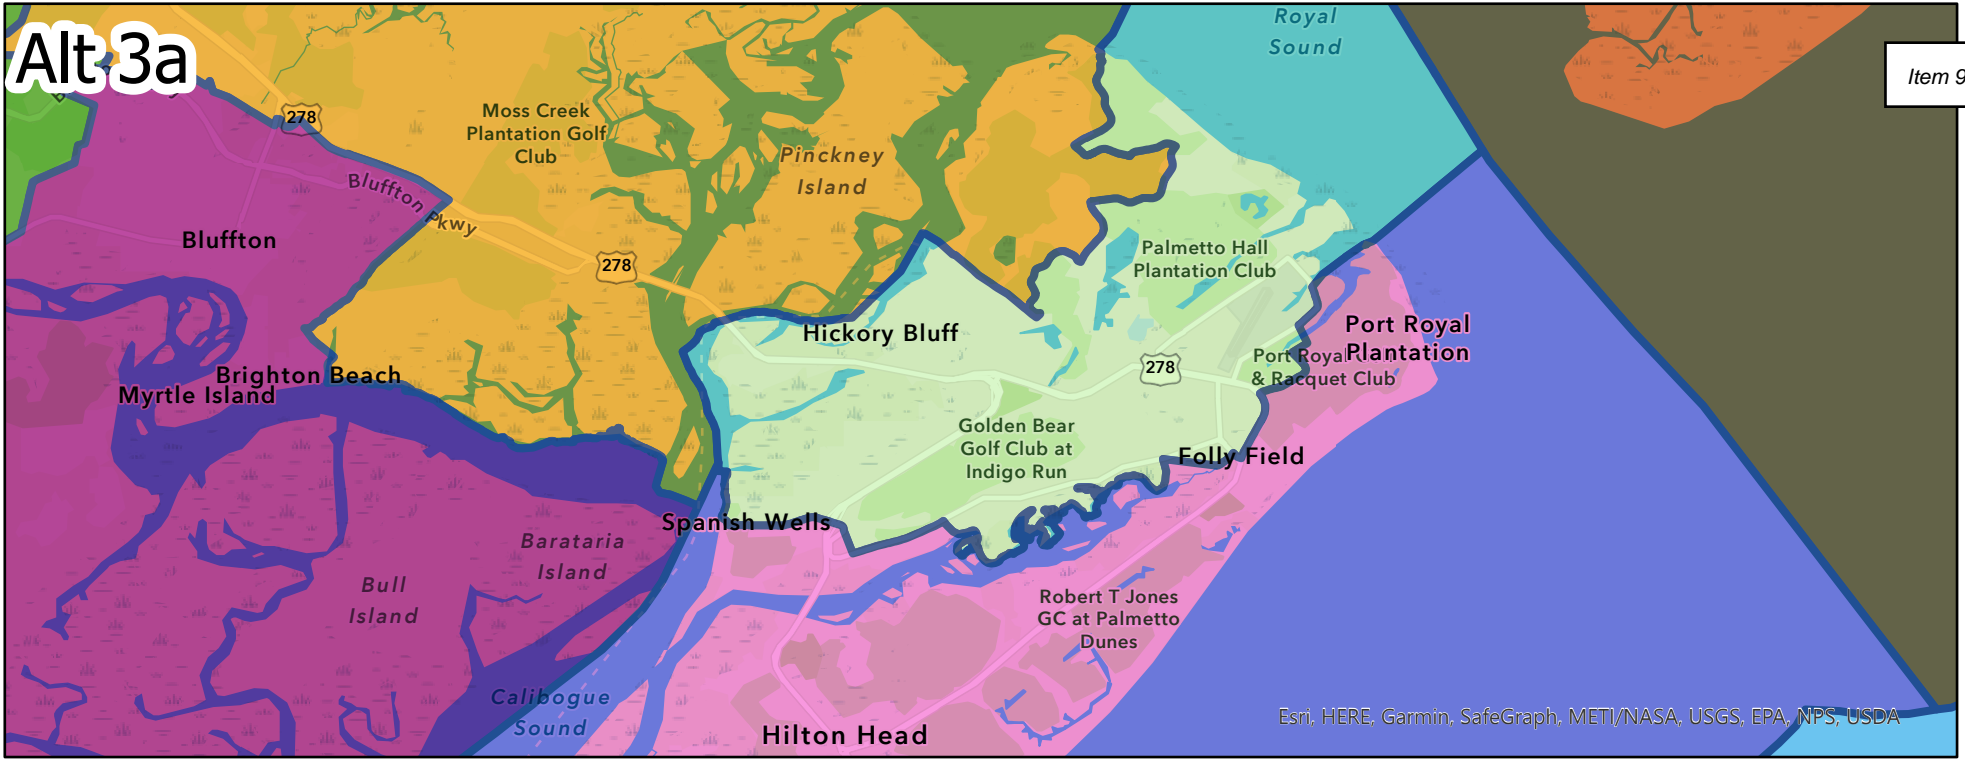 Alt 3a
Royal
Sound
Item 9
278
Moss Creek
Plantation Golf
Club
Pinckney
Island
Bluffton Pkwy
Bluffton
278
Palmetto Hall
Plantation Club
Hickory Bluff
Port Royal
Plantation
Port Royal
& Racquet Club
278
Brighton Beach
Myrtle Island
Golden Bear
Golf Club at
Indigo Run
Folly Field
Spanish Wells
Barataria
Island
Bull
Island
Robert T Jones
GC at Palmetto
Dunes
Calibogue
Sound
Hilton Head
Esri, HERE, Garmin, SafeGraph, METI/NASA, USGS, EPA, NPS, USDA